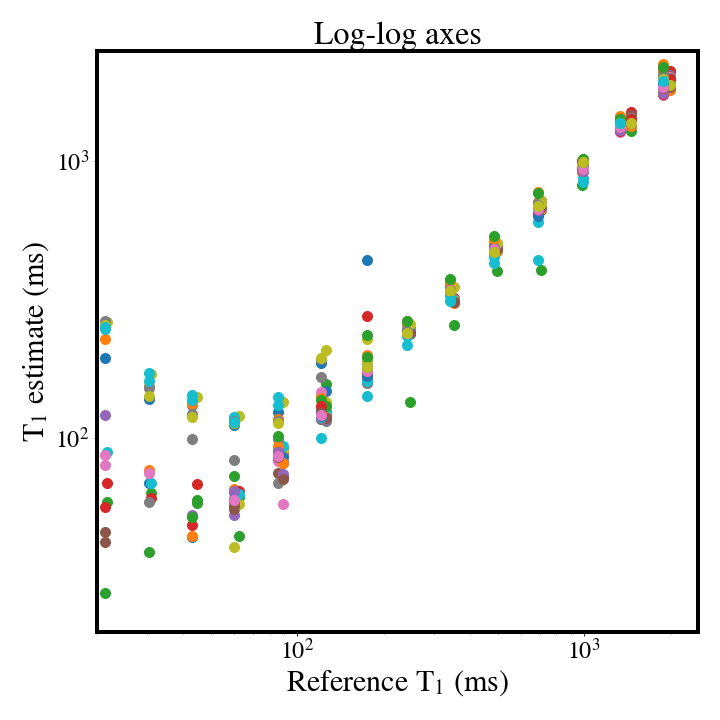 Log-log axes
T₁ estimate (ms)
10³
10²
10²
10³
Reference T₁ (ms)